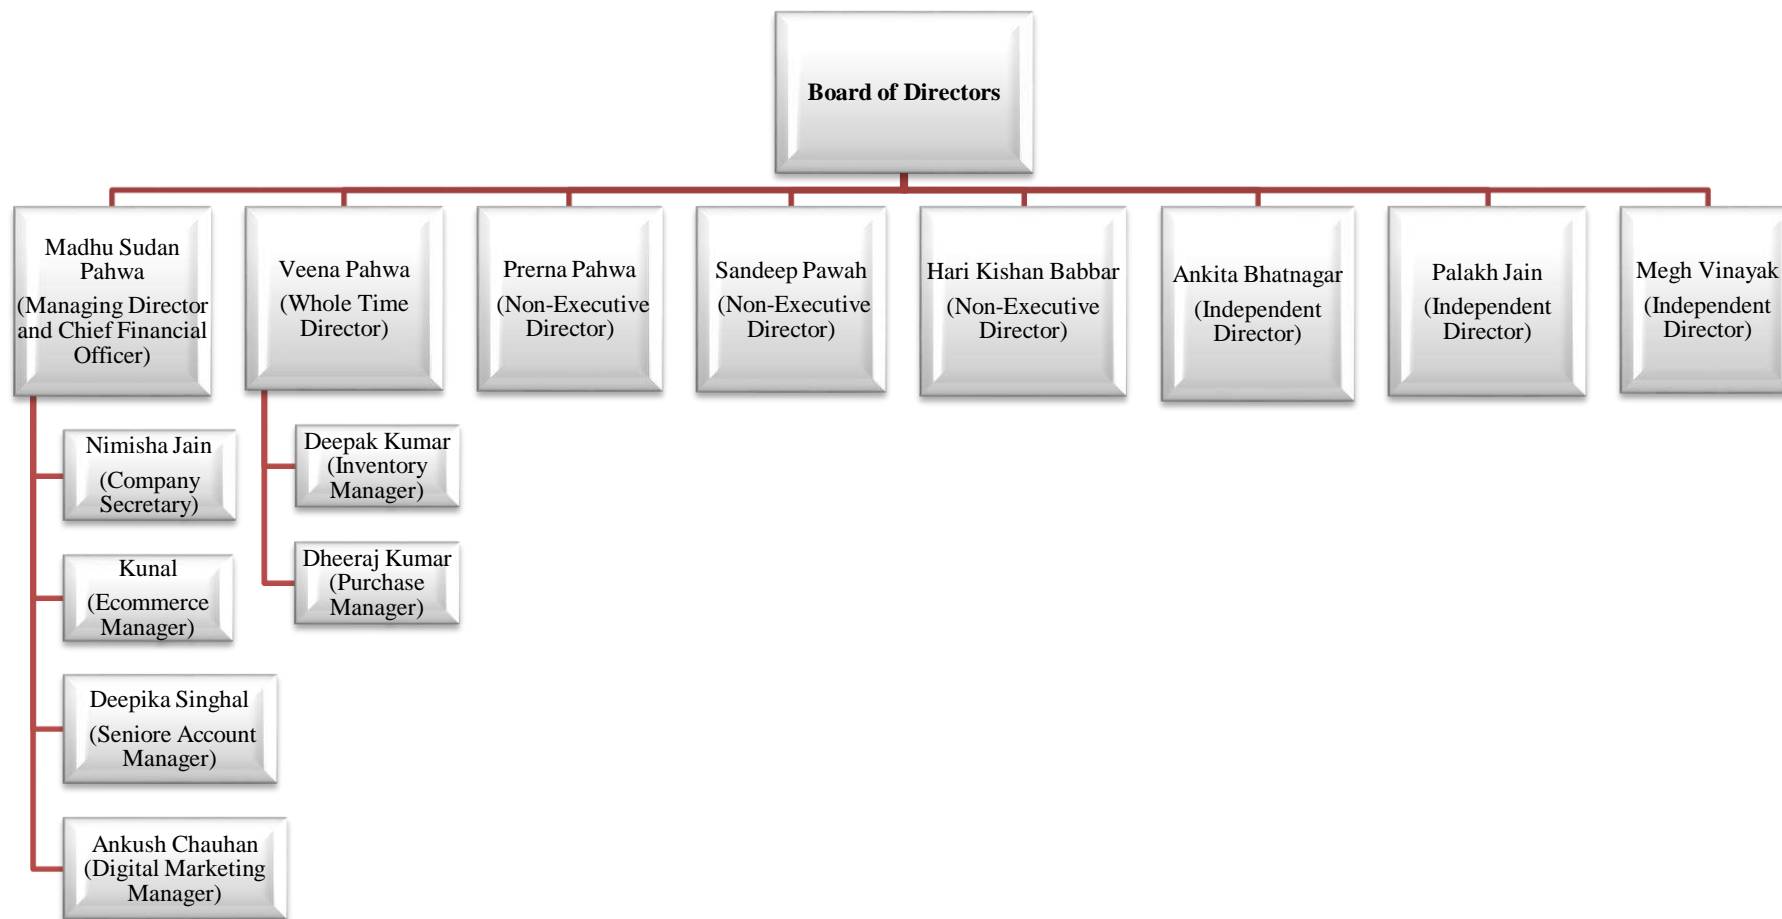 Board of Directors
Madhu Sudan
Pahwa
(Managing Director
and Chief Financial
Officer)
Veena Pahwa
(Whole Time
Director)
Prerna Pahwa
(Non-Executive
Director)
Sandeep Pawah
(Non-Executive
Director)
Hari Kishan Babbar
(Non-Executive
Director)
Ankita Bhatnagar
(Independent
Director)
Palakh Jain
(Independent
Director)
Megh Vinayak
(Independent
Director)
Nimisha Jain
(Company
Secretary)
Kunal
(Ecommerce
Manager)
Deepika Singhal
(Seniore Account
Manager)
Ankush Chauhan
(Digital Marketing
Manager)
Deepak Kumar
(Inventory
Manager)
Dheeraj Kumar
(Purchase
Manager)